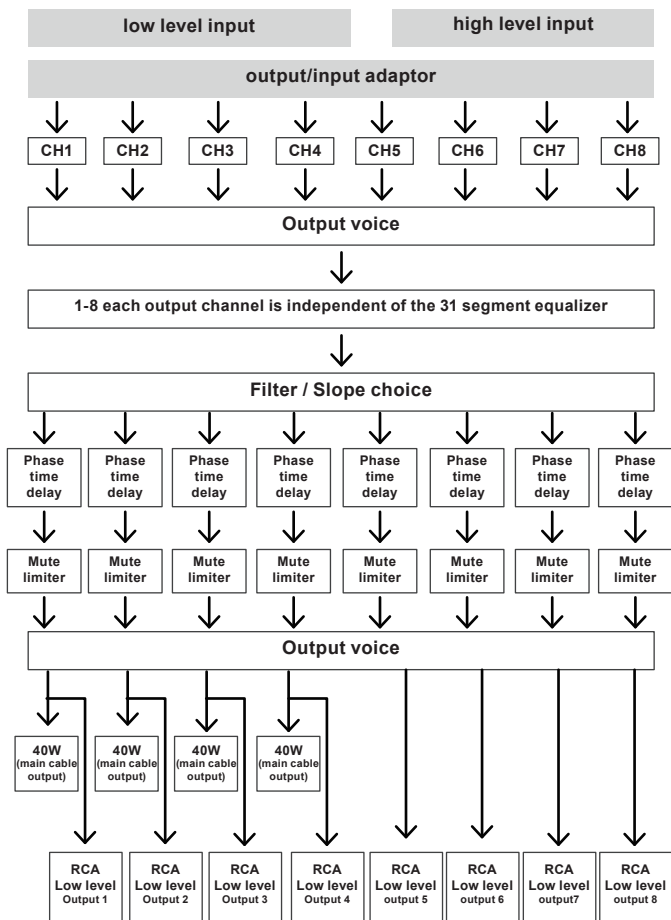 low level input
high level input
output/input adaptor
CH1 CH2 CH3 CH4 CH5 CH6 CH7 CH8
Output voice
1-8 each output channel is independent of the 31 segment equalizer
Filter / Slope choice
Phase Phase Phase Phase Phase Phase Phase Phase
time time time time time time time time
delay delay delay delay delay delay delay delay
Mute Mute Mute Mute Mute Mute Mute Mute
limiter limiter limiter limiter limiter limiter limiter limiter
Output voice
40W 40W 40W 40W
(main cable (main cable (main cable (main cable
output) output) output) output)
RCA RCA RCA RCA RCA RCA RCA RCA
Low level Low level Low level Low level Low level Low level Low level Low level
Output 1 Output 2 Output 3 Output 4 output 5 output 6 output7 output 8